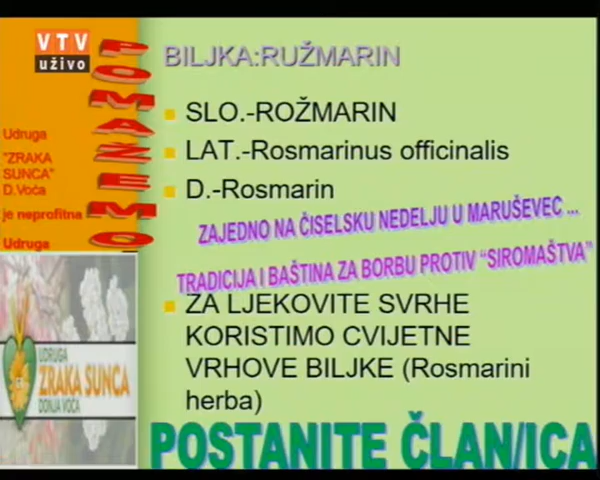 VTV
uživo
POMAŽEMO
Udruga
"ZRAKA
SUNCA"
D.Voća
je neprofitna
Udruga
UDRUGA
ZRAKA SUNCA
DONJA VOĆA
BILJKA:RUŽMARIN
SLO.-ROŽMARIN
LAT.-Rosmarinus officinalis
D.-Rosmarin
ZAJEDNO NA ČISELSKU NEDELJU U MARUŠEVEC ...
TRADICIJA I BAŠTINA ZA BORBU PROTIV “SIROMAŠTVA”
ZA LJEKOVITE SVRHE
KORISTIMO CVIJETNE
VRHOVE BILJKE (Rosmarini
herba)
POSTANITE ČLAN/ICA